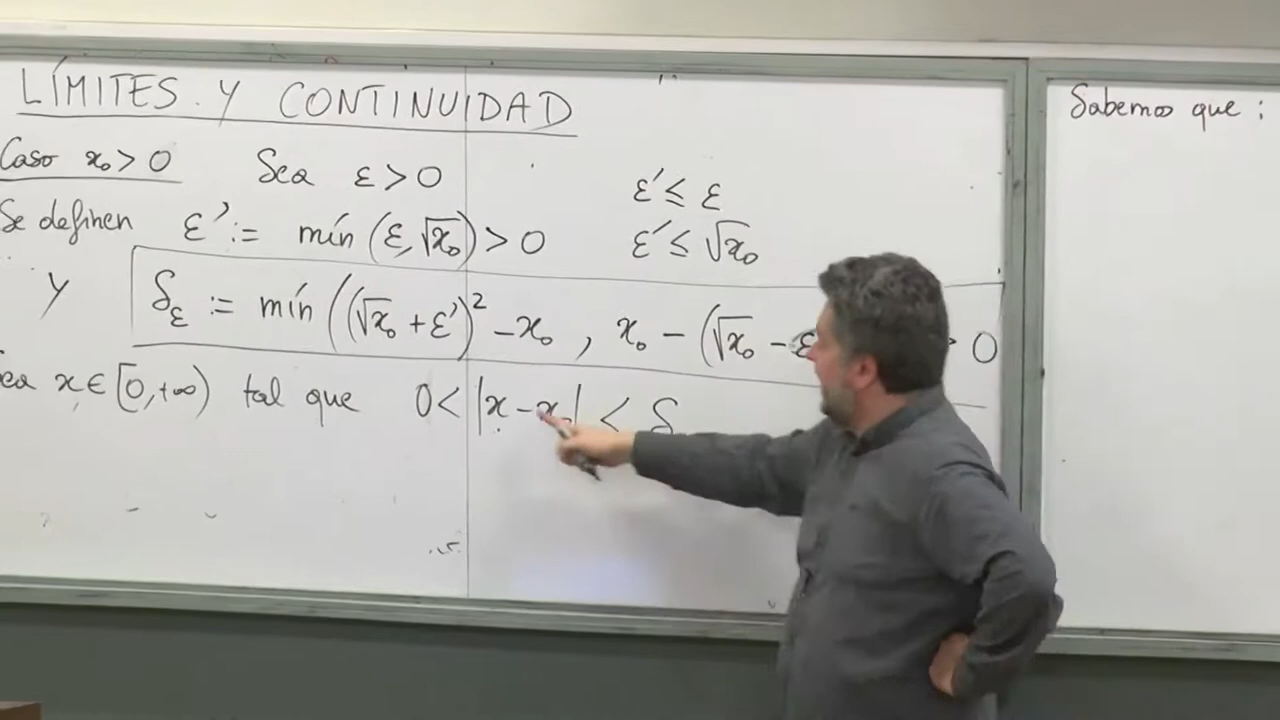 LÍMITES Y CONTINUIDAD
Caso x₀ > 0 Sea ε > 0
ε' ≤ ε
Se definen ε' := mín (ε, √x₀) > 0
ε' ≤ √x₀
y δ_ε := mín ((√x₀ + ε')² - x₀ , x₀ - (√x₀ - ε > 0
x ∈ [0, +∞) tal que 0 < |x - x₀| < δ
Sabemos que :